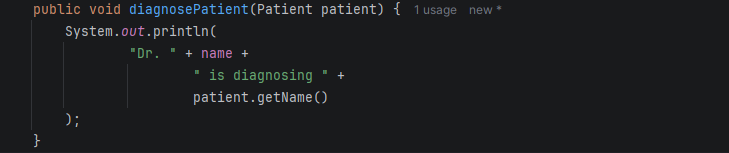 public void diagnosePatient(Patient patient) { 1 usage new *
System.out.println(
"Dr. " + name +
" is diagnosing " +
patient.getName()
);
}